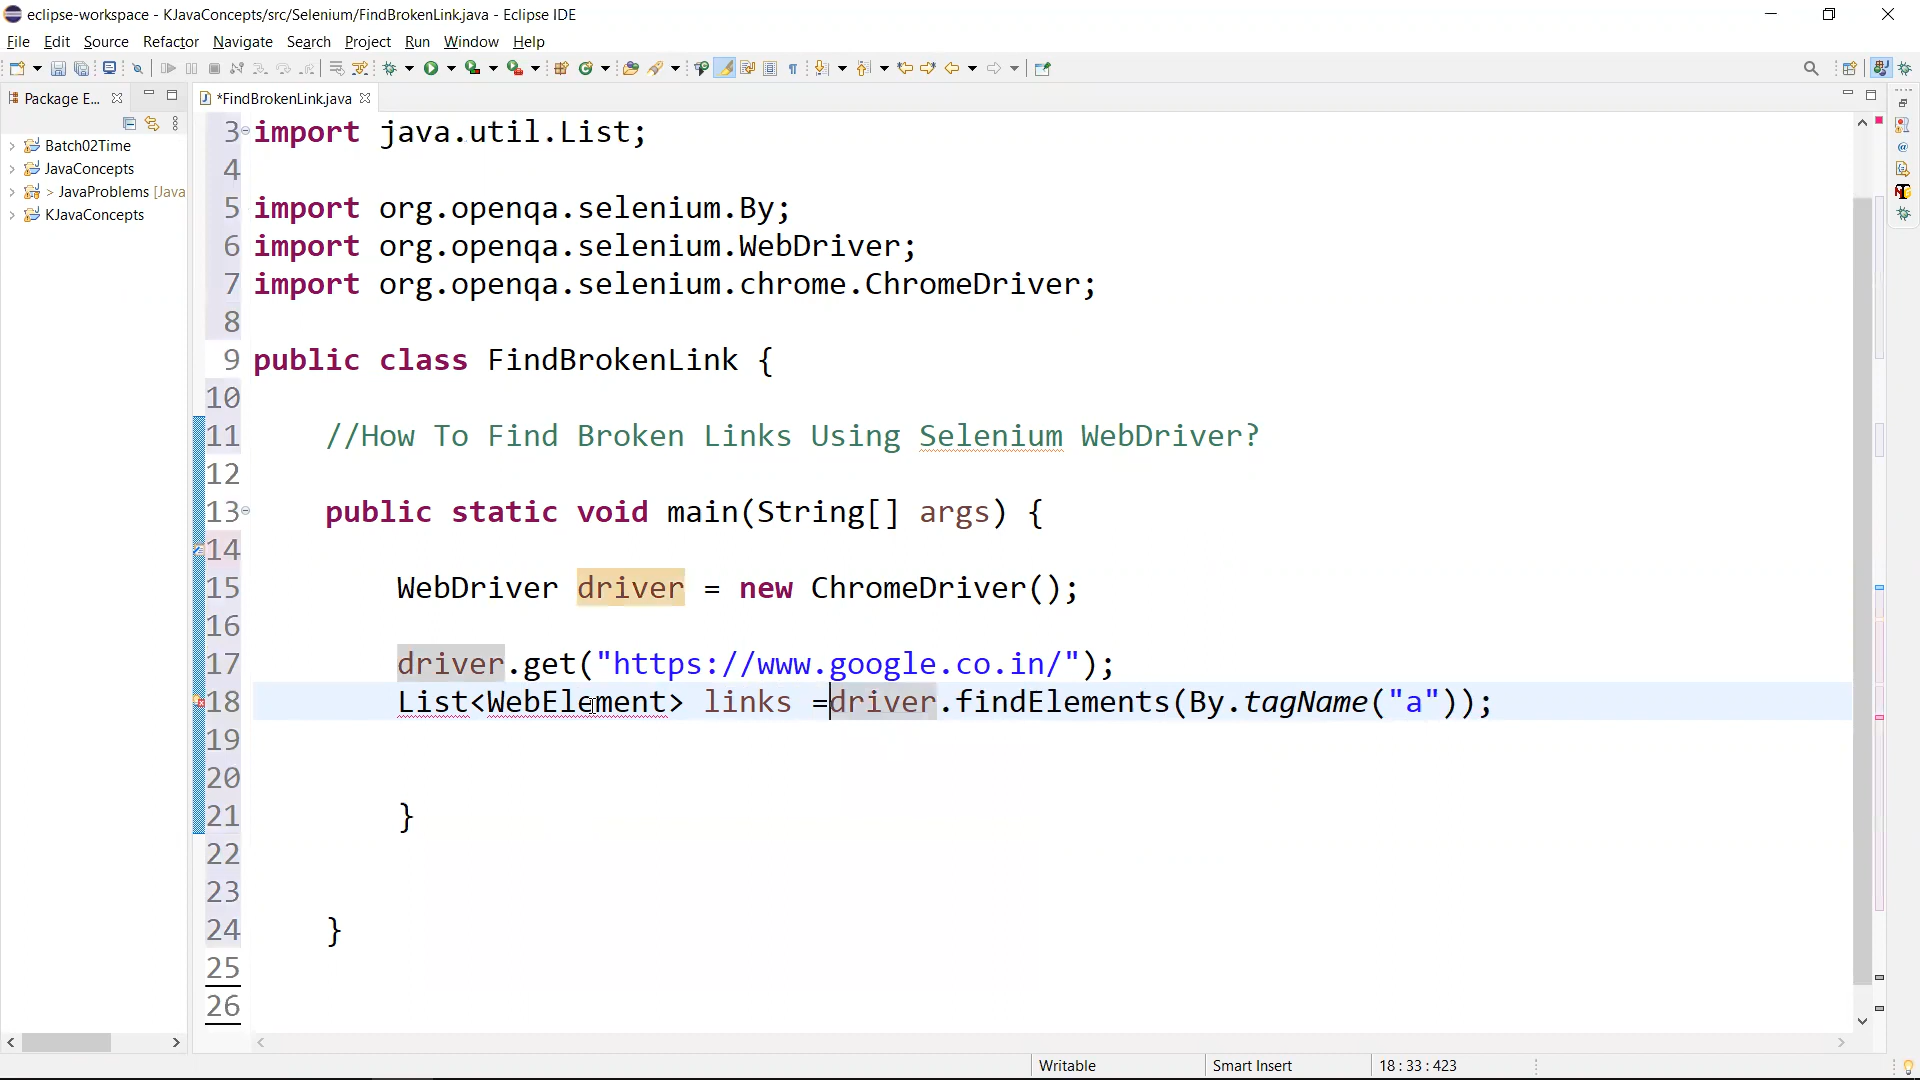 eclipse-workspace - KJavaConcepts/src/Selenium/FindBrokenLink.java - Eclipse IDE
File Edit Source Refactor Navigate Search Project Run Window Help
Package E...
*FindBrokenLink.java
Batch02Time
JavaConcepts
> JavaProblems [Java
KJavaConcepts
3 import java.util.List;
4
5 import org.openqa.selenium.By;
6 import org.openqa.selenium.WebDriver;
7 import org.openqa.selenium.chrome.ChromeDriver;
8
9 public class FindBrokenLink {
10
11 //How To Find Broken Links Using Selenium WebDriver?
12
13 public static void main(String[] args) {
14
15 WebDriver driver = new ChromeDriver();
16
17 driver.get("https://www.google.co.in/");
18 List<WebElement> links =driver.findElements(By.tagName("a"));
19
20
21 }
22
23
24 }
25
26
Writable Smart Insert 18 : 33 : 423